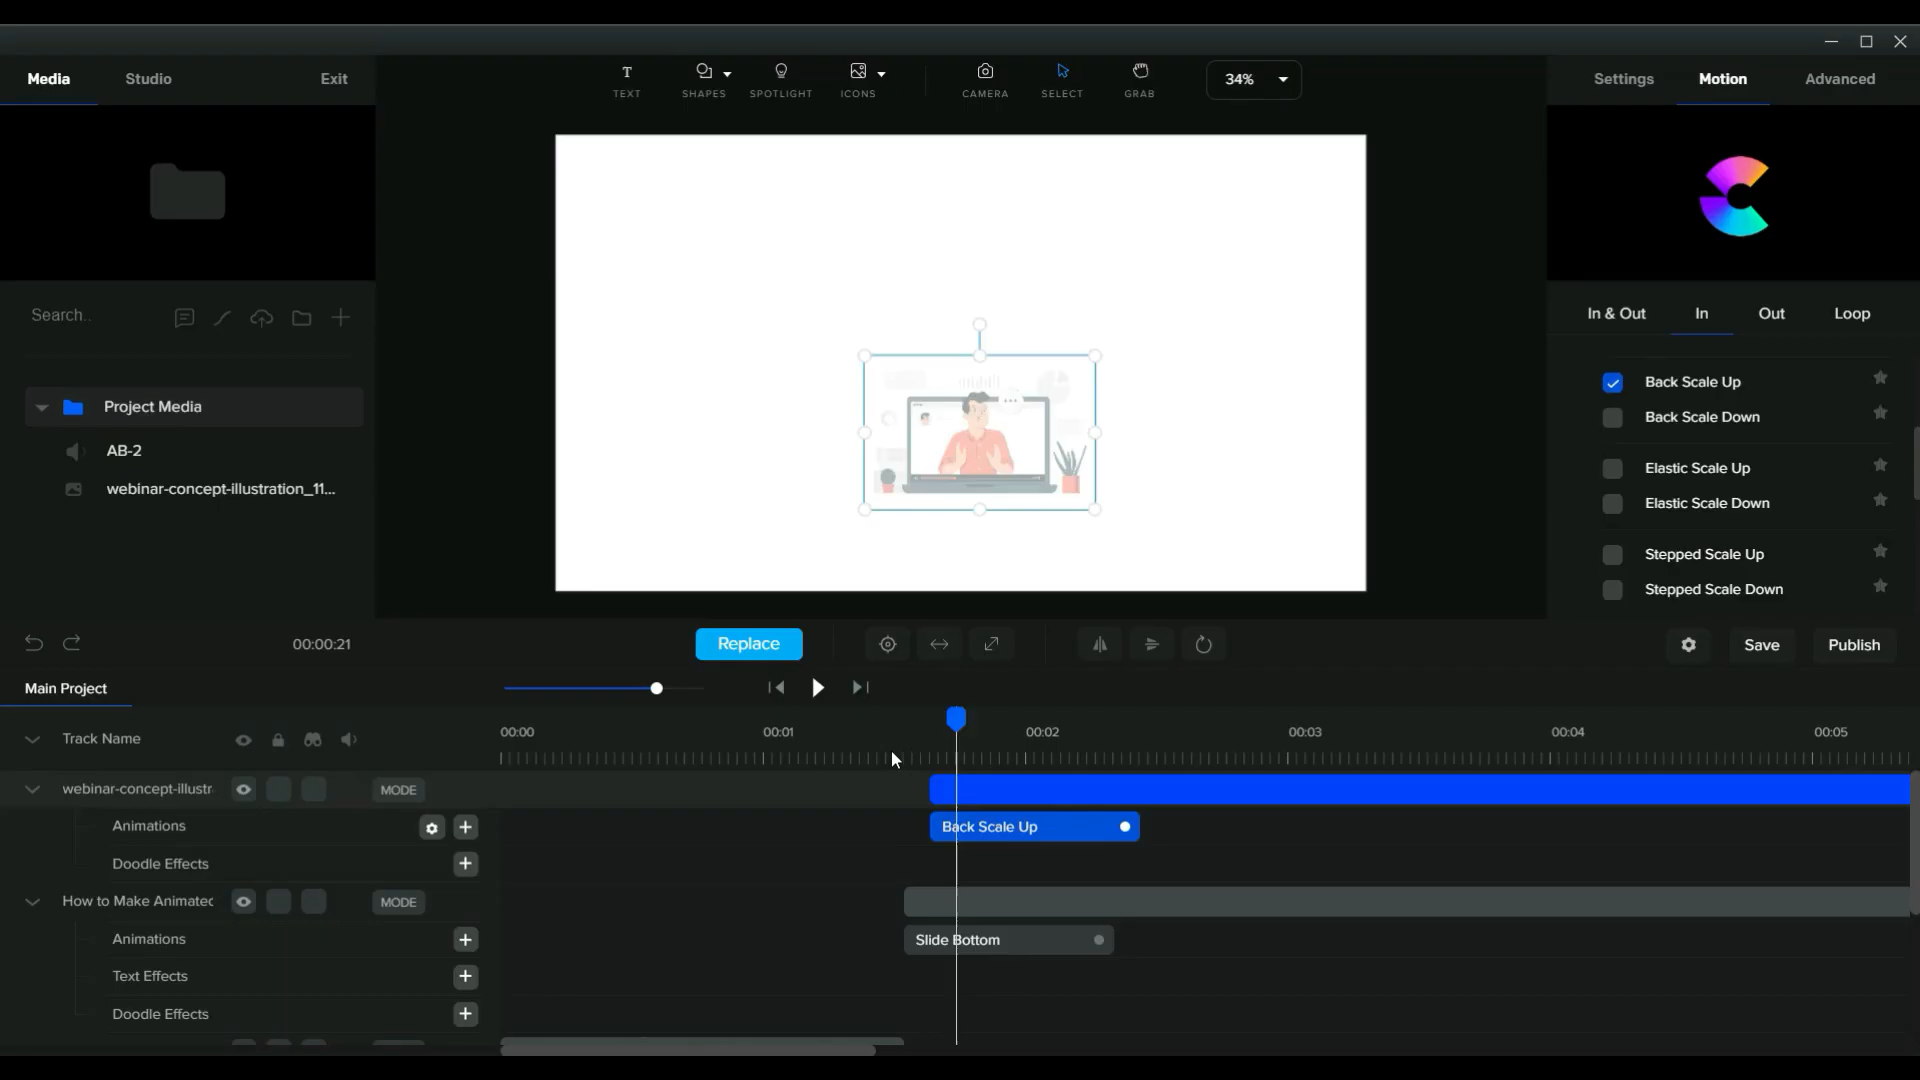 Media
Studio
Exit
TEXT
SHAPES
SPOTLIGHT
ICONS
CAMERA
SELECT
GRAB
34%
Settings
Motion
Advanced
Search..
In & Out
In
Out
Loop
Project Media
AB-2
webinar-concept-illustration_11...
Back Scale Up
Back Scale Down
Elastic Scale Up
Elastic Scale Down
Stepped Scale Up
Stepped Scale Down
00:00:21
Replace
Save
Publish
Main Project
Track Name
00:00
00:01
00:02
00:03
00:04
00:05
webinar-concept-illustr
MODE
Animations
Back Scale Up
Doodle Effects
How to Make Animated
MODE
Animations
Slide Bottom
Text Effects
Doodle Effects